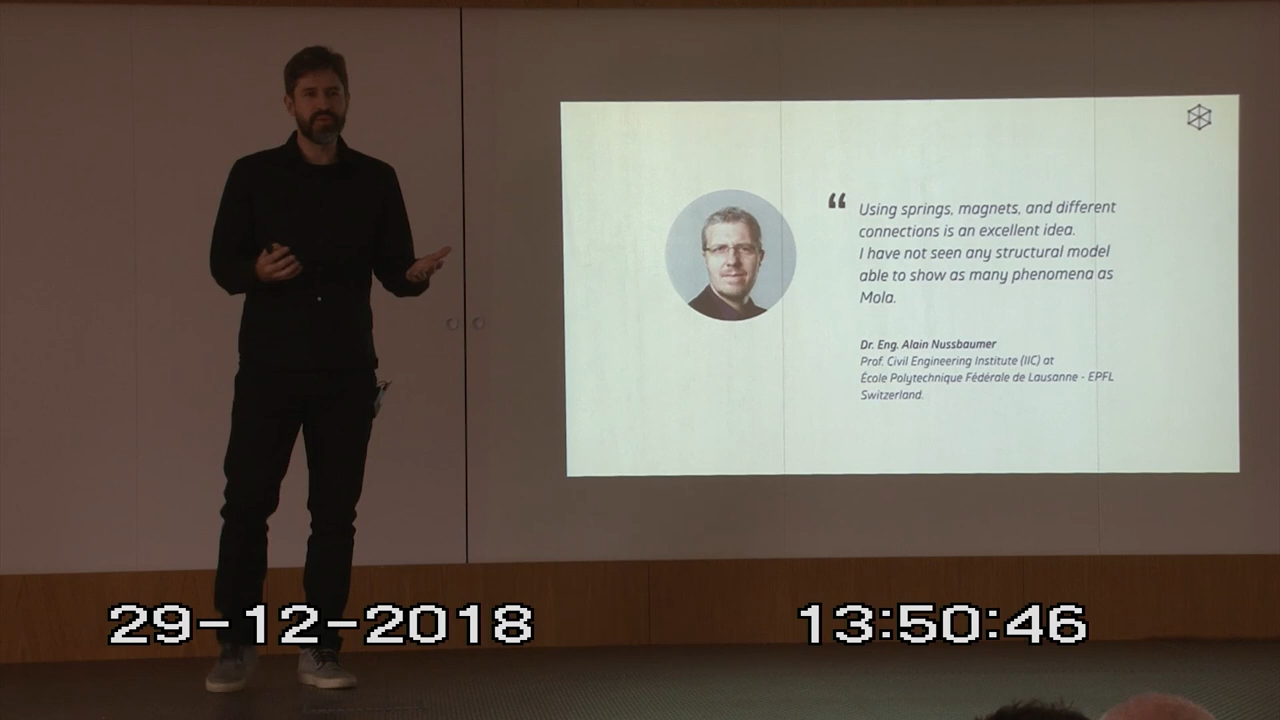 “
Using springs, magnets, and different
connections is an excellent idea.
I have not seen any structural model
able to show as many phenomena as
Mola.
Dr. Eng. Alain Nussbaumer
Prof. Civil Engineering Institute (IIC) at
École Polytechnique Fédérale de Lausanne - EPFL
Switzerland.
29-12-2018 13:50:46